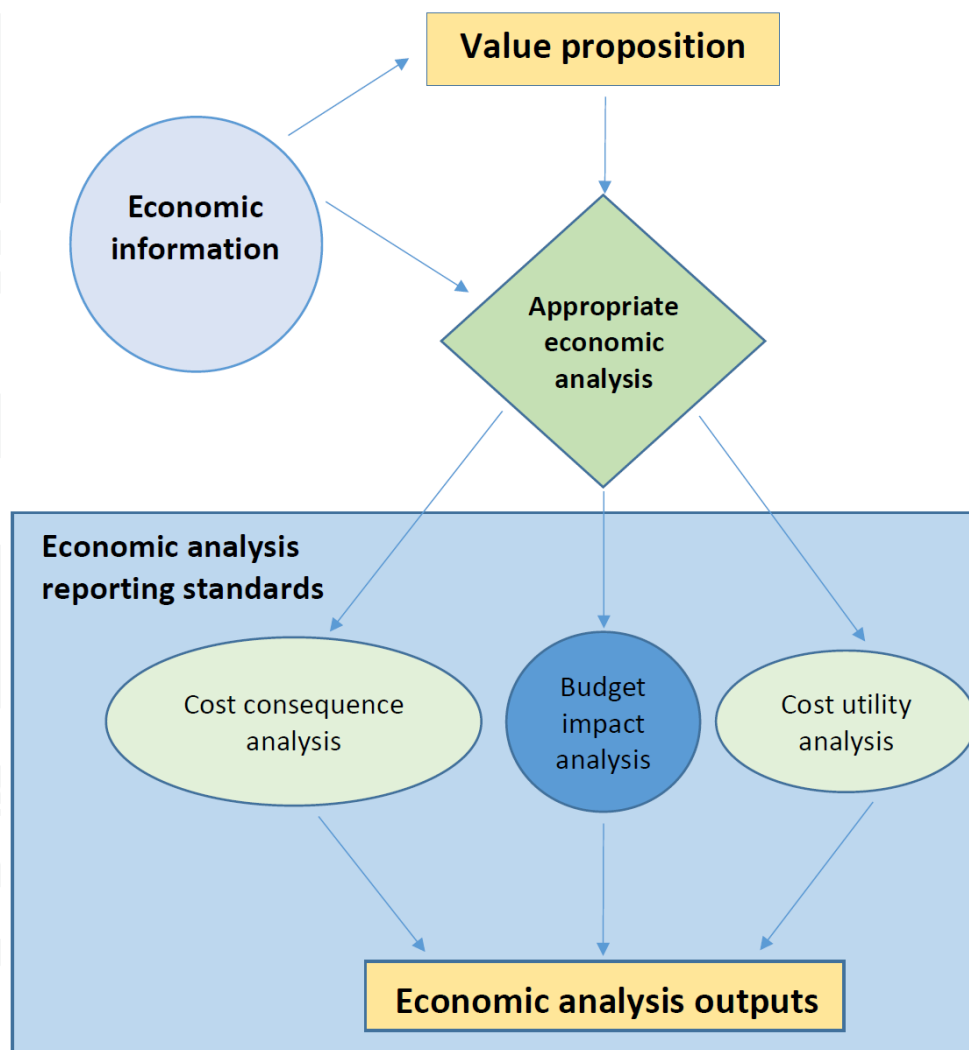 Value proposition
Economic
information
Appropriate
economic
analysis
Economic analysis
reporting standards
Cost consequence
analysis
Budget
impact
analysis
Cost utility
analysis
Economic analysis outputs